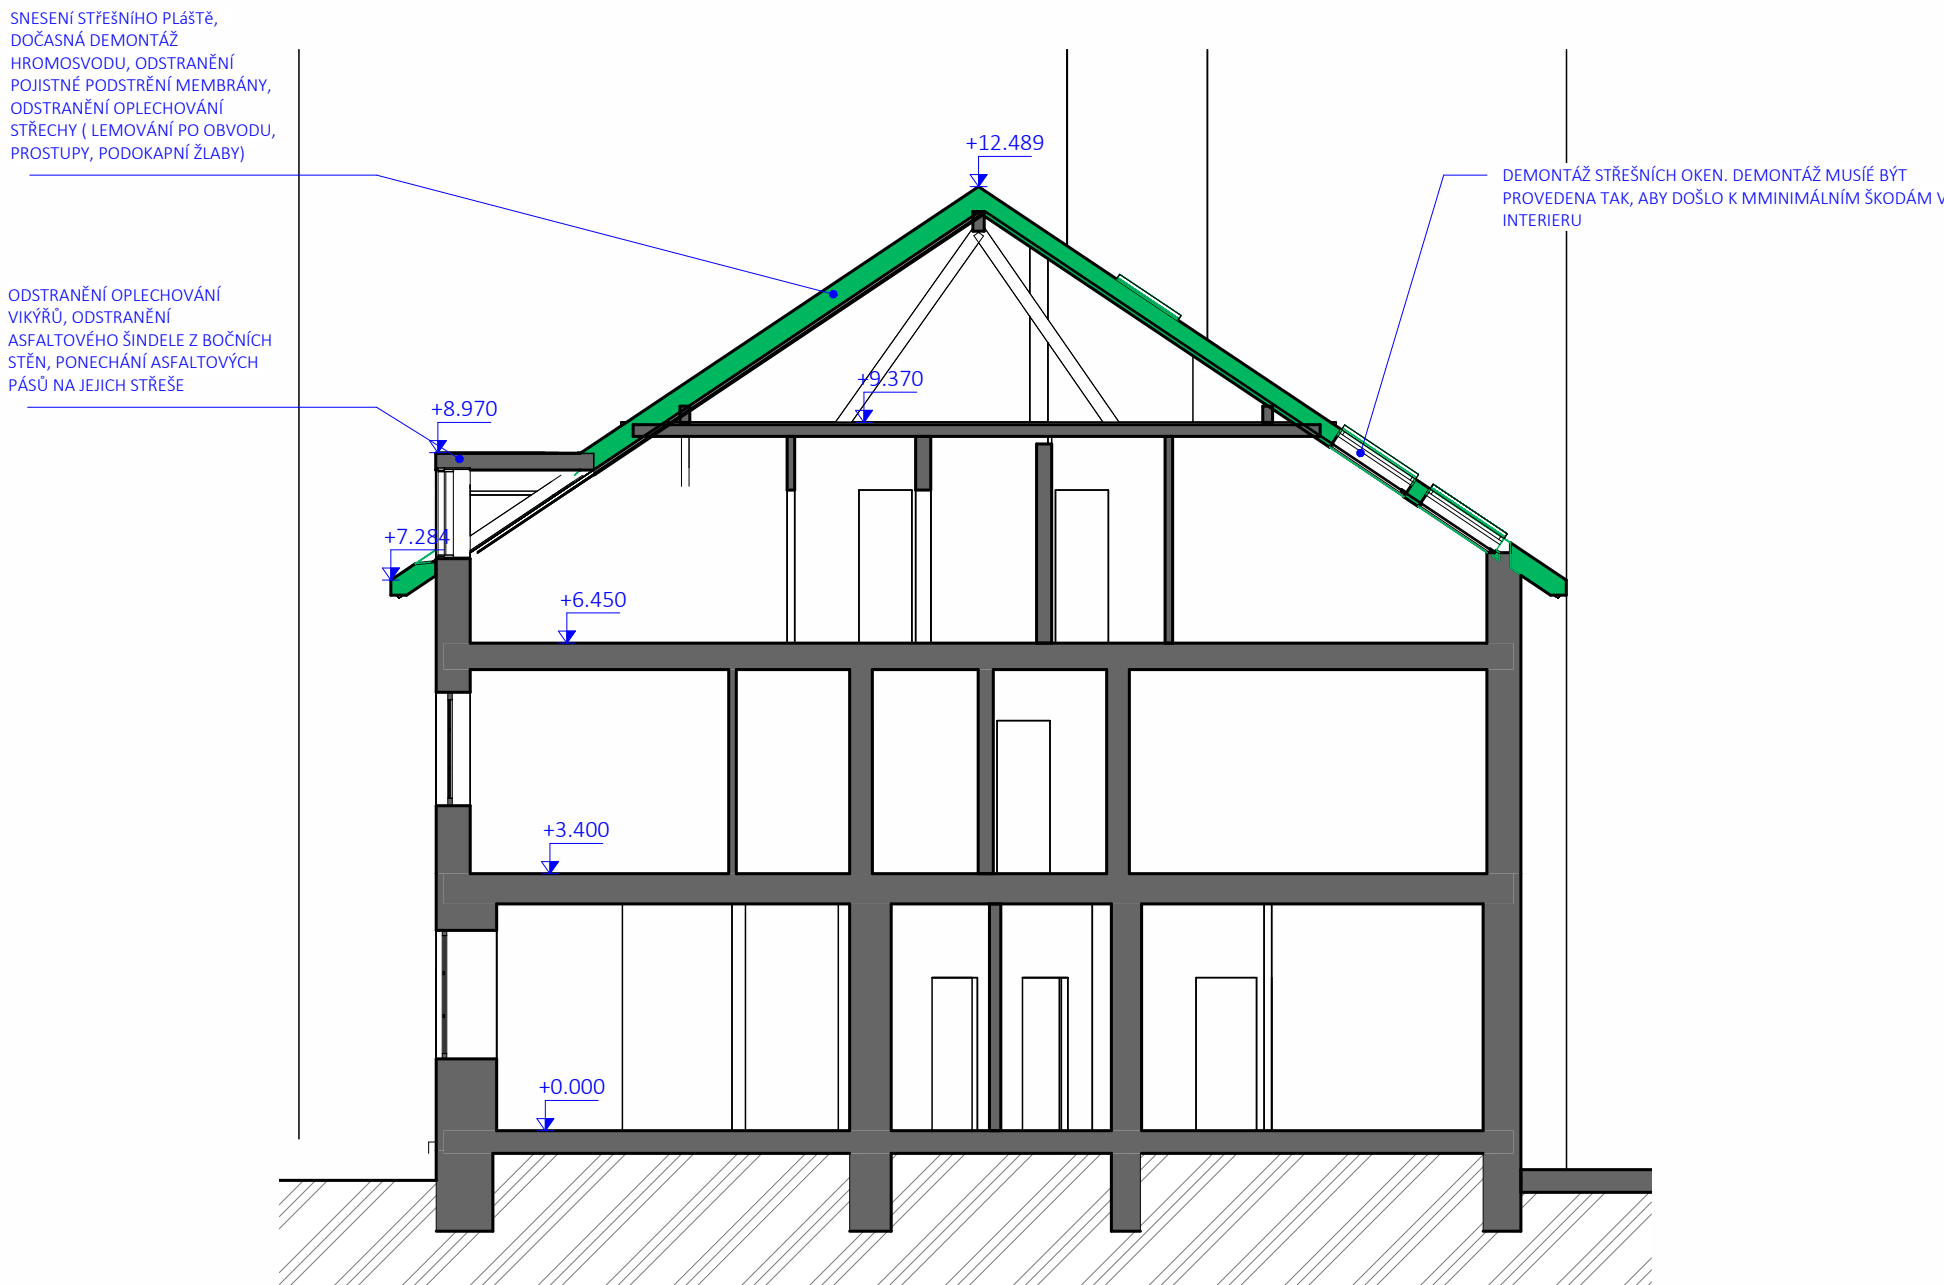 SNESENÍ STŘEŠNÍHO PLÁŠTĚ,
DOČASNÁ DEMONTÁŽ
HROMOSVODU, ODSTRANĚNÍ
POJISTNÉ PODSTRĚNÍ MEMBRÁNY,
ODSTRANĚNÍ OPLECHOVÁNÍ
STŘECHY ( LEMOVÁNÍ PO OBVODU,
PROSTUPY, PODOKAPNÍ ŽLABY)
+12.489
DEMONTÁŽ STŘEŠNÍCH OKEN. DEMONTÁŽ MUSÍÉ BÝT
PROVEDENA TAK, ABY DOŠLO K MMINIMÁLNÍM ŠKODÁM V
INTERIERU
ODSTRANĚNÍ OPLECHOVÁNÍ
VIKÝŘŮ, ODSTRANĚNÍ
ASFALTOVÉHO ŠINDELE Z BOČNÍCH
STĚN, PONECHÁNÍ ASFALTOVÝCH
PÁSŮ NA JEJICH STŘEŠE
+9.370
+8.970
+7.284
+6.450
+3.400
+0.000